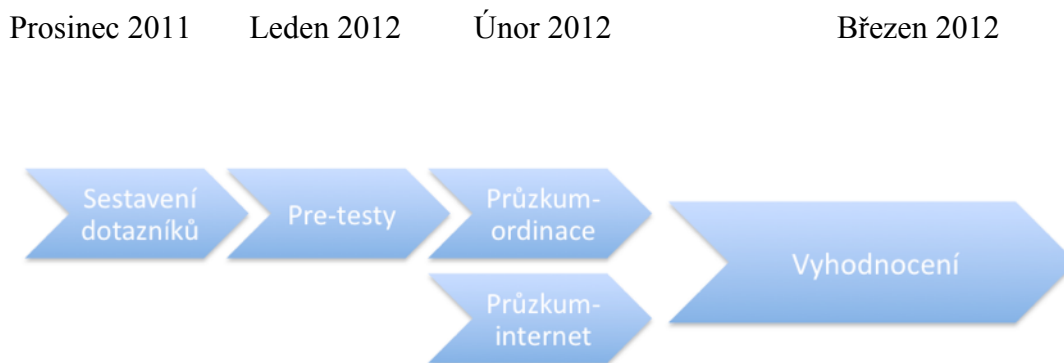 Prosinec 2011 Leden 2012 Únor 2012 Březen 2012
Sestavení
dotazníků
Pre-testy
Průzkum-
ordinace
Průzkum-
internet
Vyhodnocení